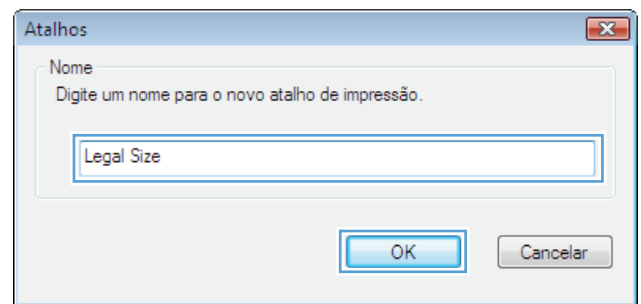 Atalhos
Nome
Digite um nome para o novo atalho de impressão.
Legal Size
OK Cancelar